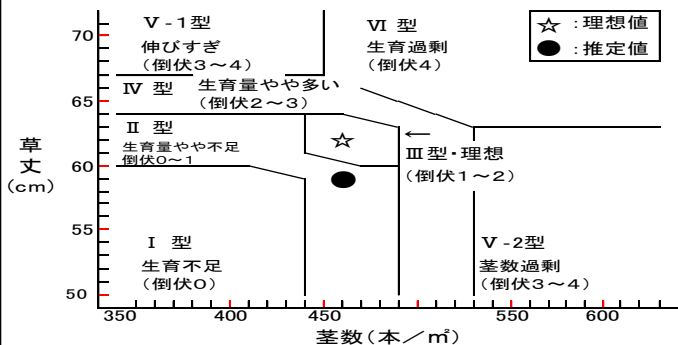 Ⅴ-1型
伸びすぎ
(倒伏3～4)
Ⅵ 型
生育過剰
(倒伏4)
☆ :理想値
● :推定値
Ⅳ 型 生育量やや多い
(倒伏2～3)
Ⅱ 型
生育量やや不足
倒伏0～1
←
Ⅲ型･理想
(倒伏1～2)
Ⅰ 型
生育不足
(倒伏0)
Ⅴ-2型
茎数過剰
(倒伏3～4)
草丈
(cm)
70
65
60
55
50
350 400 450 550 600
茎数(本／㎡)